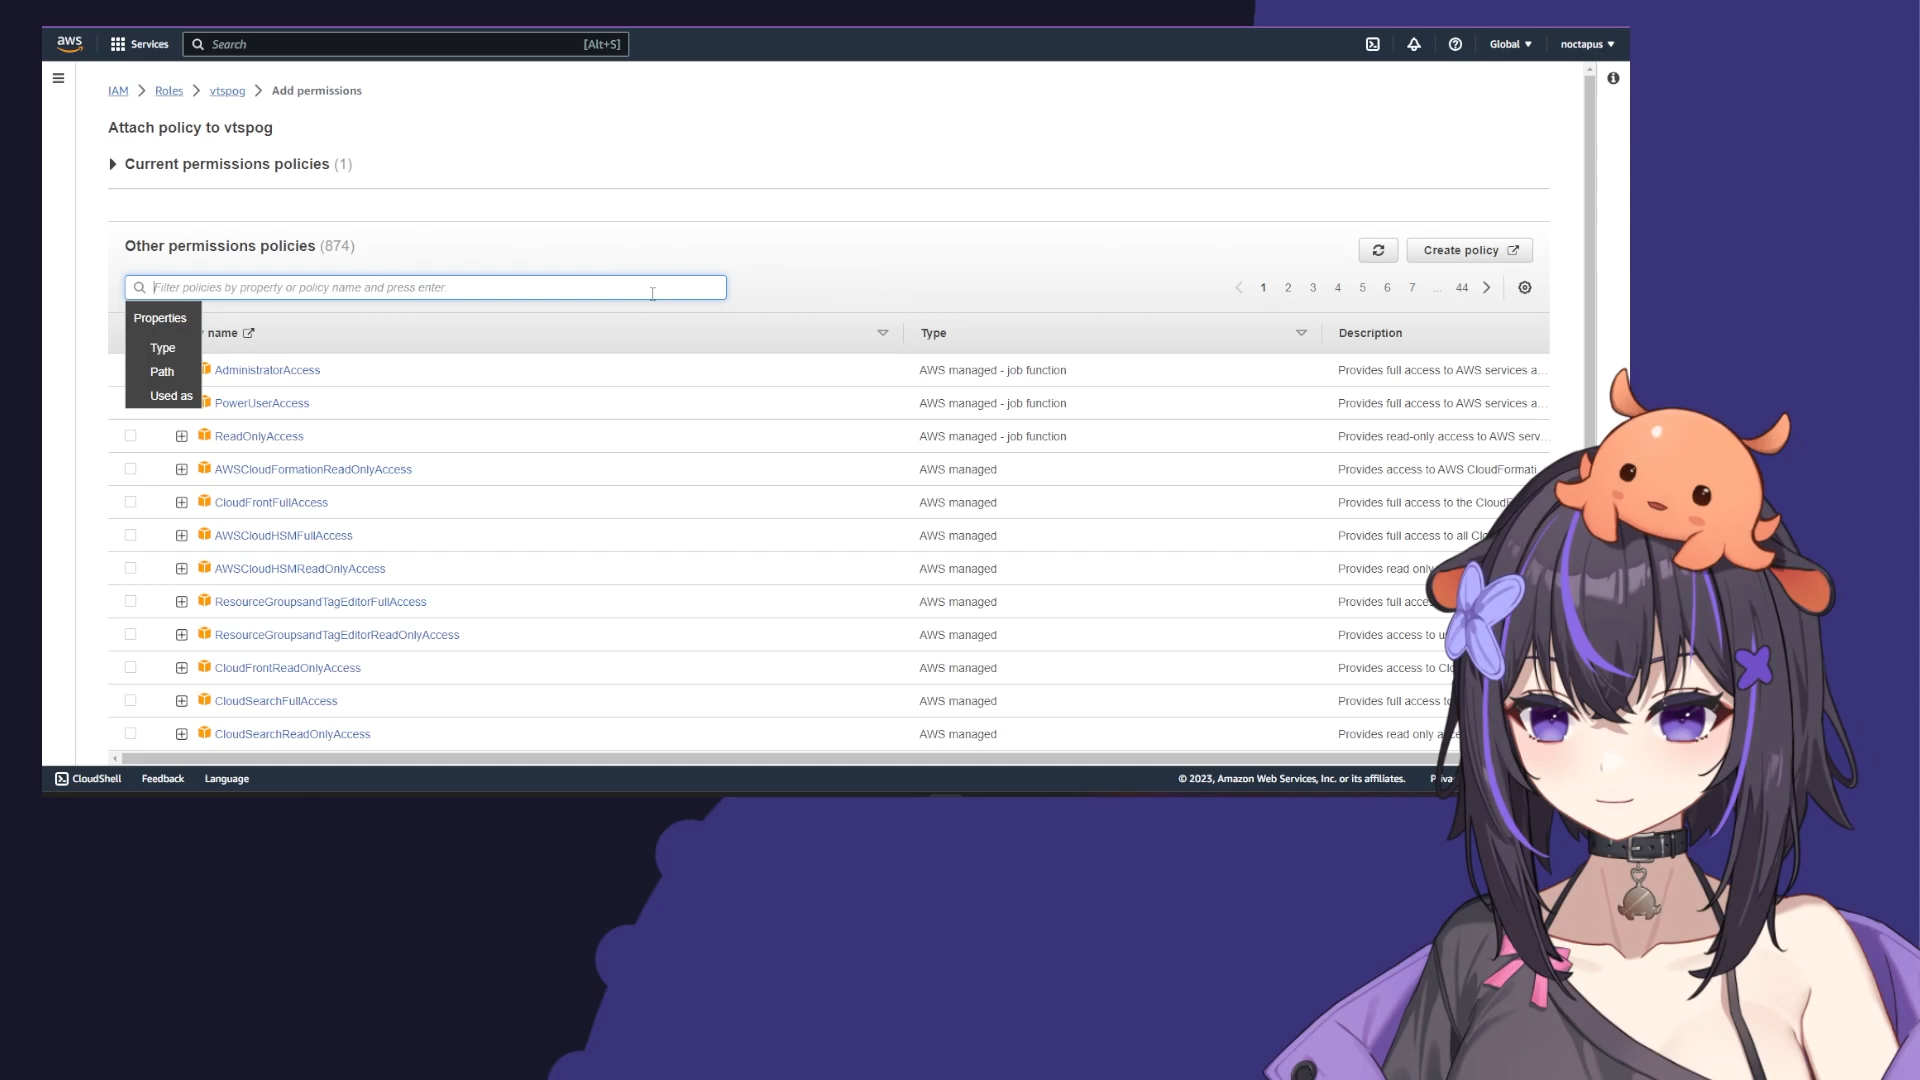 aws
Services
Search
[Alt+S]
Global
noctapus
IAM
Roles
vtspog
Add permissions
Attach policy to vtspog
Current permissions policies (1)
Other permissions policies (874)
Create policy
Filter policies by property or policy name and press enter.
1 2 3 4 5 6 7 ... 44
Properties
Type
Path
Used as
name
Type
Description
AdministratorAccess
AWS managed - job function
Provides full access to AWS services a...
PowerUserAccess
AWS managed - job function
Provides full access to AWS services a...
ReadOnlyAccess
AWS managed - job function
Provides read-only access to AWS serv...
AWSCloudFormationReadOnlyAccess
AWS managed
Provides access to AWS CloudFormati
CloudFrontFullAccess
AWS managed
Provides full access to the CloudF
AWSCloudHSMFullAccess
AWS managed
Provides full access to all Clo
AWSCloudHSMReadOnlyAccess
AWS managed
Provides read only
ResourceGroupsandTagEditorFullAccess
AWS managed
Provides full acce
ResourceGroupsandTagEditorReadOnlyAccess
AWS managed
Provides access to u
CloudFrontReadOnlyAccess
AWS managed
Provides access to Clo
CloudSearchFullAccess
AWS managed
Provides full access to
CloudSearchReadOnlyAccess
AWS managed
Provides read only acce
CloudShell
Feedback
Language
© 2023, Amazon Web Services, Inc. or its affiliates.
Priva